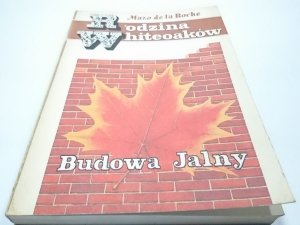 Mazo de la Roche
Rodzina
Whiteoaków
Budowa Jalny